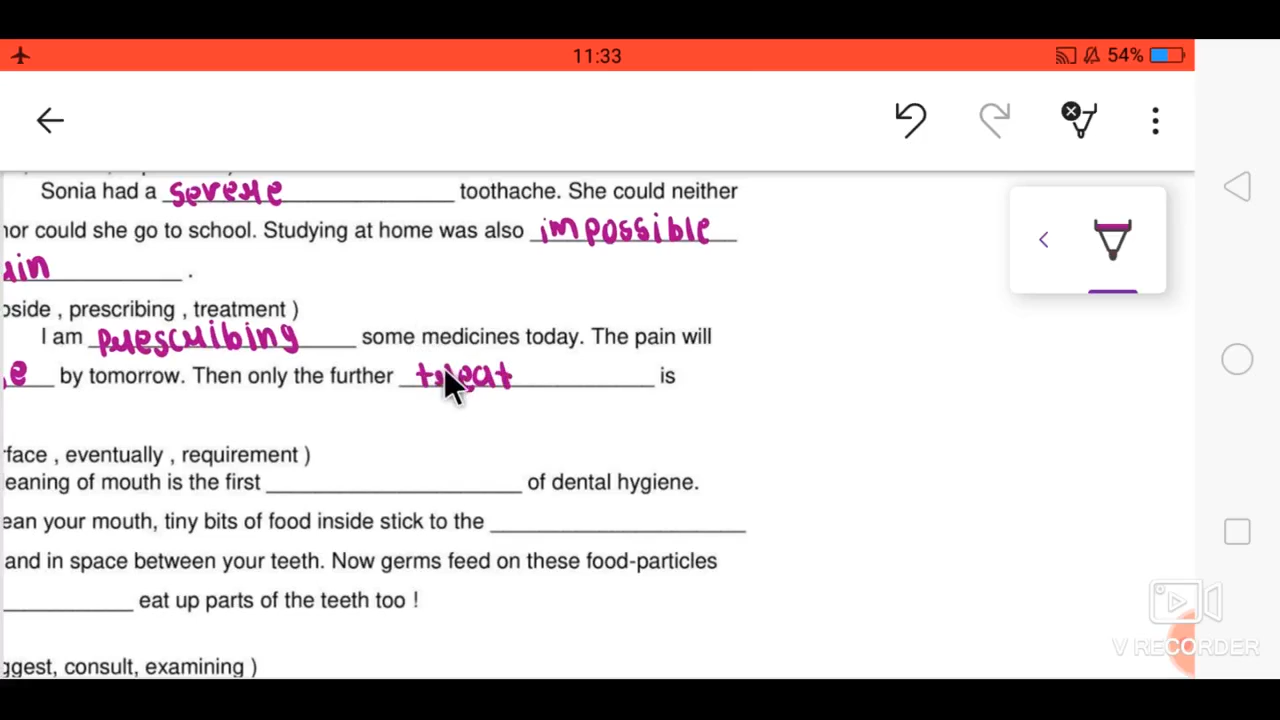 11:33 54%
Sonia had a severe toothache. She could neither
nor could she go to school. Studying at home was also impossible
ain .
oside , prescribing , treatment )
I am prescribing some medicines today. The pain will
e by tomorrow. Then only the further treat is
rface , eventually , requirement )
eaning of mouth is the first of dental hygiene.
ean your mouth, tiny bits of food inside stick to the
and in space between your teeth. Now germs feed on these food-particles
eat up parts of the teeth too !
ggest, consult, examining )
V RECORDER